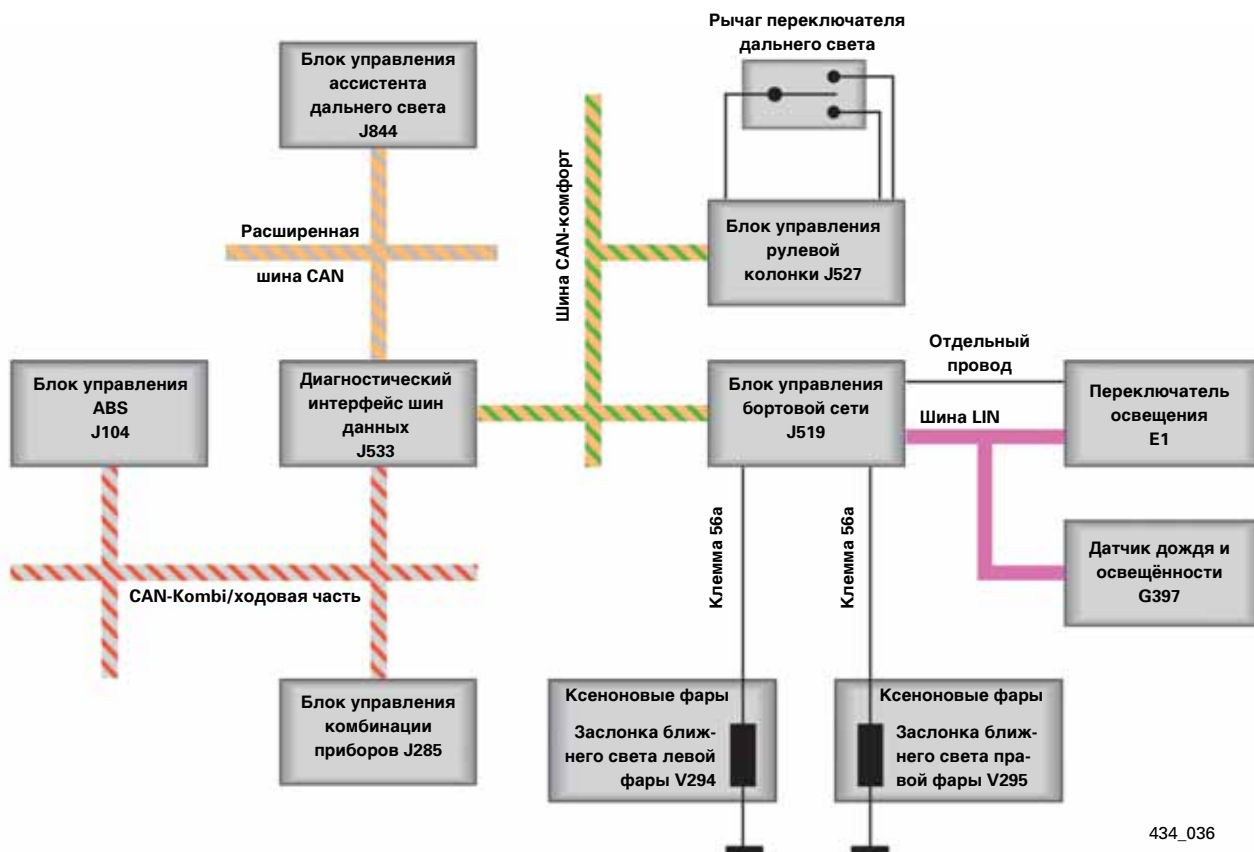 Рычаг переключателя
дальнего света
Блок управления
ассистента
дальнего света
J844
Шина CAN-комфорт
Расширенная
шина CAN
Блок управления
рулевой
колонки J527
Блок управления
ABS
J104
Диагностический
интерфейс шин
данных
J533
Блок управления
бортовой сети
J519
Отдельный
провод
Шина LIN
Переключатель
освещения
E1
Клемма 56a
Клемма 56a
Датчик дождя и
освещённости
G397
CAN-Kombi/ходовая часть
Блок управления
комбинации
приборов J285
Ксеноновые фары
Заслонка ближ-
него света левой
фары V294
Ксеноновые фары
Заслонка ближ-
него света пра-
вой фары V295
434_036